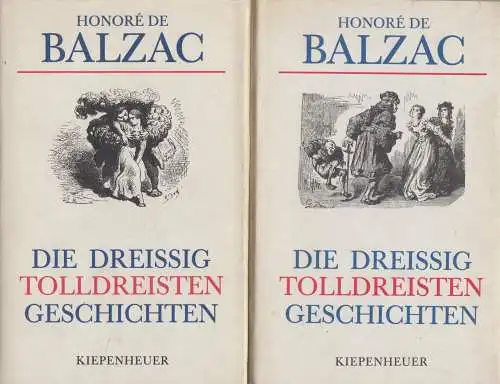 HONORÉ DE
BALZAC
DIE DREISSIG
TOLLDREISTEN
GESCHICHTEN
KIEPENHEUER
HONORÉ DE
BALZAC
DIE DREISSIG
TOLLDREISTEN
GESCHICHTEN
KIEPENHEUER